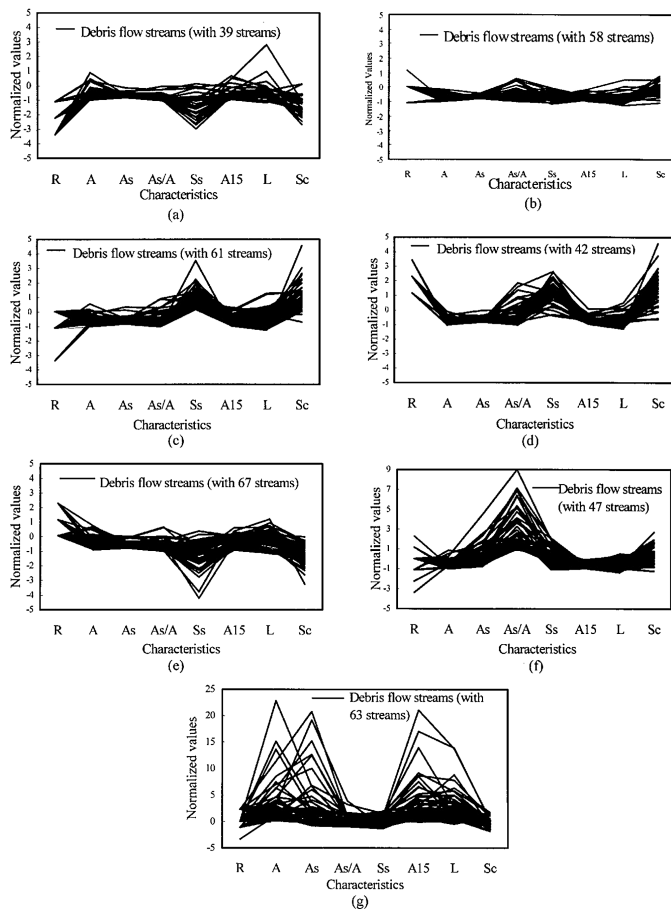 Debris flow streams (with 39 streams)
5
4
3
2
1
0
-1
-2
-3
-4
-5
Normalized values
R A As As/A Ss A15 L Sc
Characteristics
(a)
Debris flow streams (with 58 streams)
5
4
3
2
1
0
-1
-2
-3
-4
-5
Normalized values
R A As As/A Ss A15 L Sc
Characteristics
(b)
Debris flow streams (with 61 streams)
5
4
3
2
1
0
-1
-2
-3
-4
-5
Normalized values
R A As As/A Ss A15 L Sc
Characteristics
(c)
Debris flow streams (with 42 streams)
5
4
3
2
1
0
-1
-2
-3
-4
-5
Normalized values
R A As As/A Ss A15 L Sc
Characteristics
(d)
Debris flow streams (with 67 streams)
5
4
3
2
1
0
-1
-2
-3
-4
-5
Normalized values
R A As As/A Ss A15 L Sc
Characteristics
(e)
Debris flow streams
(with 47 streams)
9
7
5
3
1
-1
-3
-5
Normalized values
R A As As/A Ss A15 L Sc
Characteristics
(f)
Debris flow streams (with
63 streams)
25
20
15
10
5
0
-5
Normalized values
R A As As/A Ss A15 L Sc
Characteristics
(g)